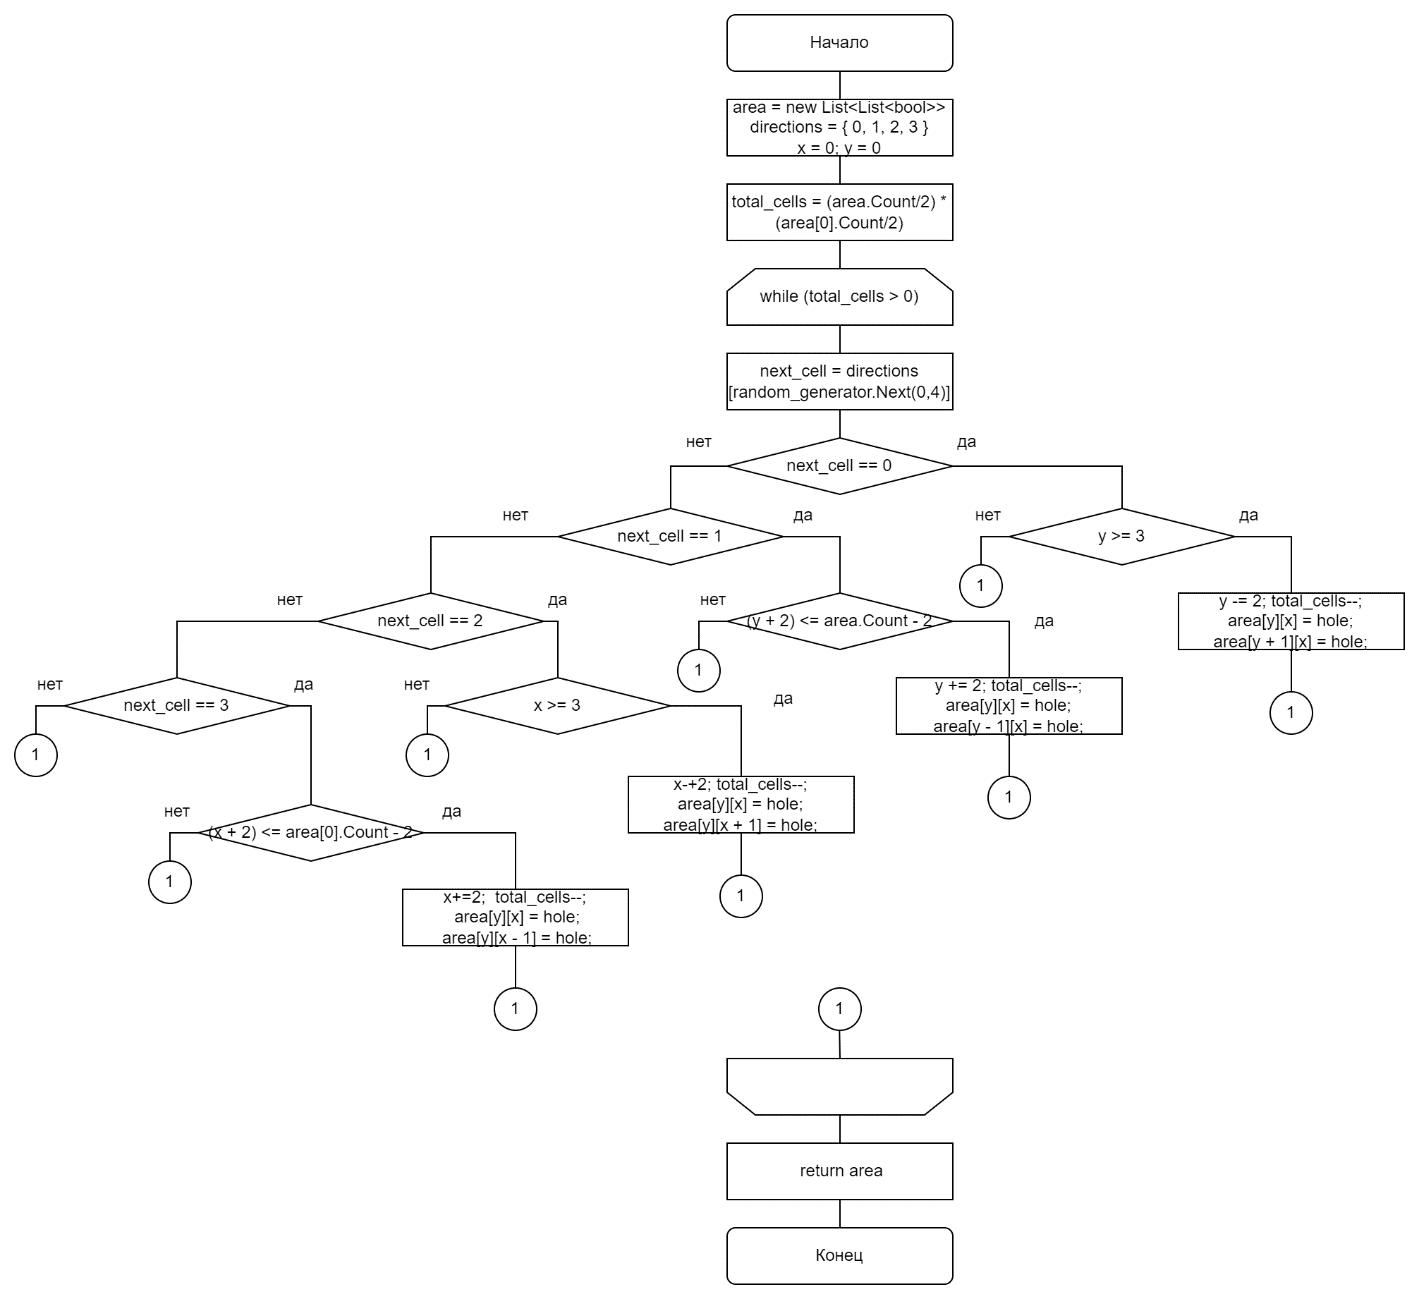 Начало
area = new List<List<bool>>
directions = { 0, 1, 2, 3 }
x = 0; y = 0
total_cells = (area.Count/2) *
(area[0].Count/2)
while (total_cells > 0)
next_cell = directions
[random_generator.Next(0,4)]
нет
да
next_cell == 0
нет
да
нет
да
next_cell == 1
y >= 3
1
нет
да
нет
да
next_cell == 2
(y + 2) <= area.Count - 2
y -= 2; total_cells--;
area[y][x] = hole;
area[y + 1][x] = hole;
1
нет
да
нет
да
next_cell == 3
x >= 3
y += 2; total_cells--;
area[y][x] = hole;
area[y - 1][x] = hole;
1
1
1
x-+2; total_cells--;
area[y][x] = hole;
area[y][x + 1] = hole;
1
нет
да
(x + 2) <= area[0].Count - 2
1
1
x+=2;  total_cells--;
area[y][x] = hole;
area[y][x - 1] = hole;
1
1
return area
Конец